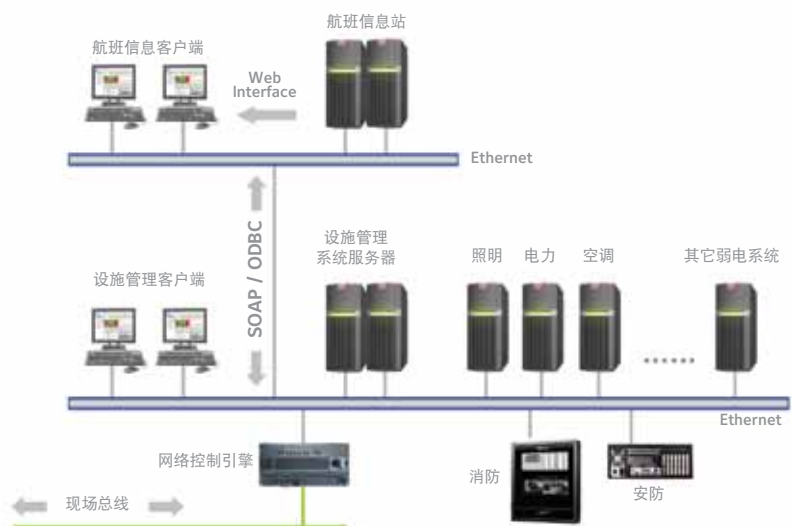 航班信息站
航班信息客户端
Web
Interface
Ethernet
SOAP / ODBC
设施管理
系统服务器
照明
电力
空调
其它弱电系统
设施管理客户端
......
Ethernet
网络控制引擎
消防
安防
现场总线